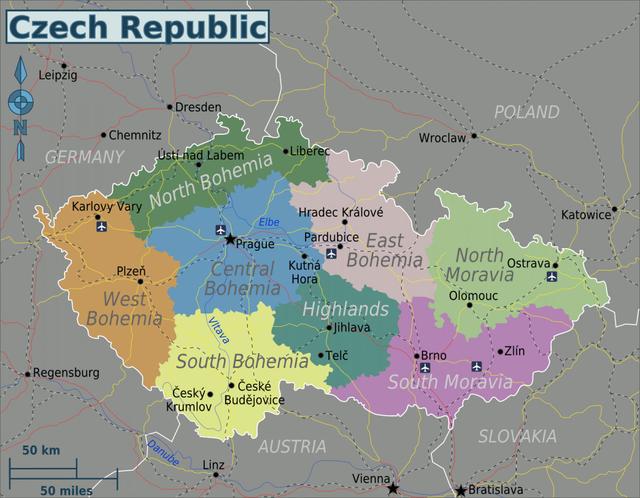 Czech Republic
Leipzig
N
Dresden
Chemnitz
GERMANY
POLAND
Wroclaw
Katowice
Ústí nad Labem
Liberec
North Bohemia
Karlovy Vary
Elbe
Prague
Hradec Králové
Pardubice
East
Bohemia
Kutná
Hora
Central
Bohemia
Plzeň
West
Bohemia
North
Moravia
Ostrava
Olomouc
Highlands
Jihlava
Telč
Vltava
South Bohemia
Český
Krumlov
České
Budějovice
Brno
Zlín
South Moravia
Regensburg
SLOVAKIA
AUSTRIA
Danube
Linz
Vienna
Bratislava
50 km
50 miles